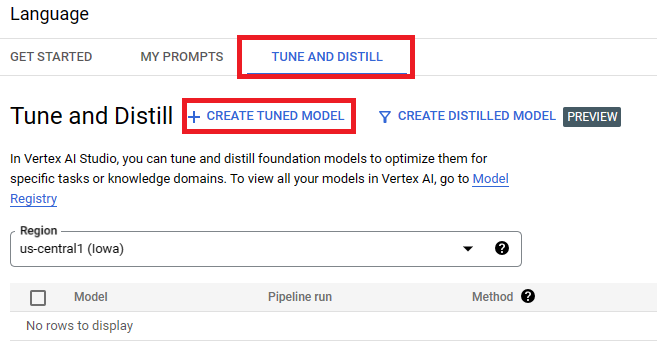 Language
GET STARTED MY PROMPTS TUNE AND DISTILL
Tune and Distill + CREATE TUNED MODEL CREATE DISTILLED MODEL PREVIEW
In Vertex AI Studio, you can tune and distill foundation models to optimize them for
specific tasks or knowledge domains. To view all your models in Vertex AI, go to Model
Registry
Region
us-central1 (Iowa) ?
Model Pipeline run Method ?
No rows to display